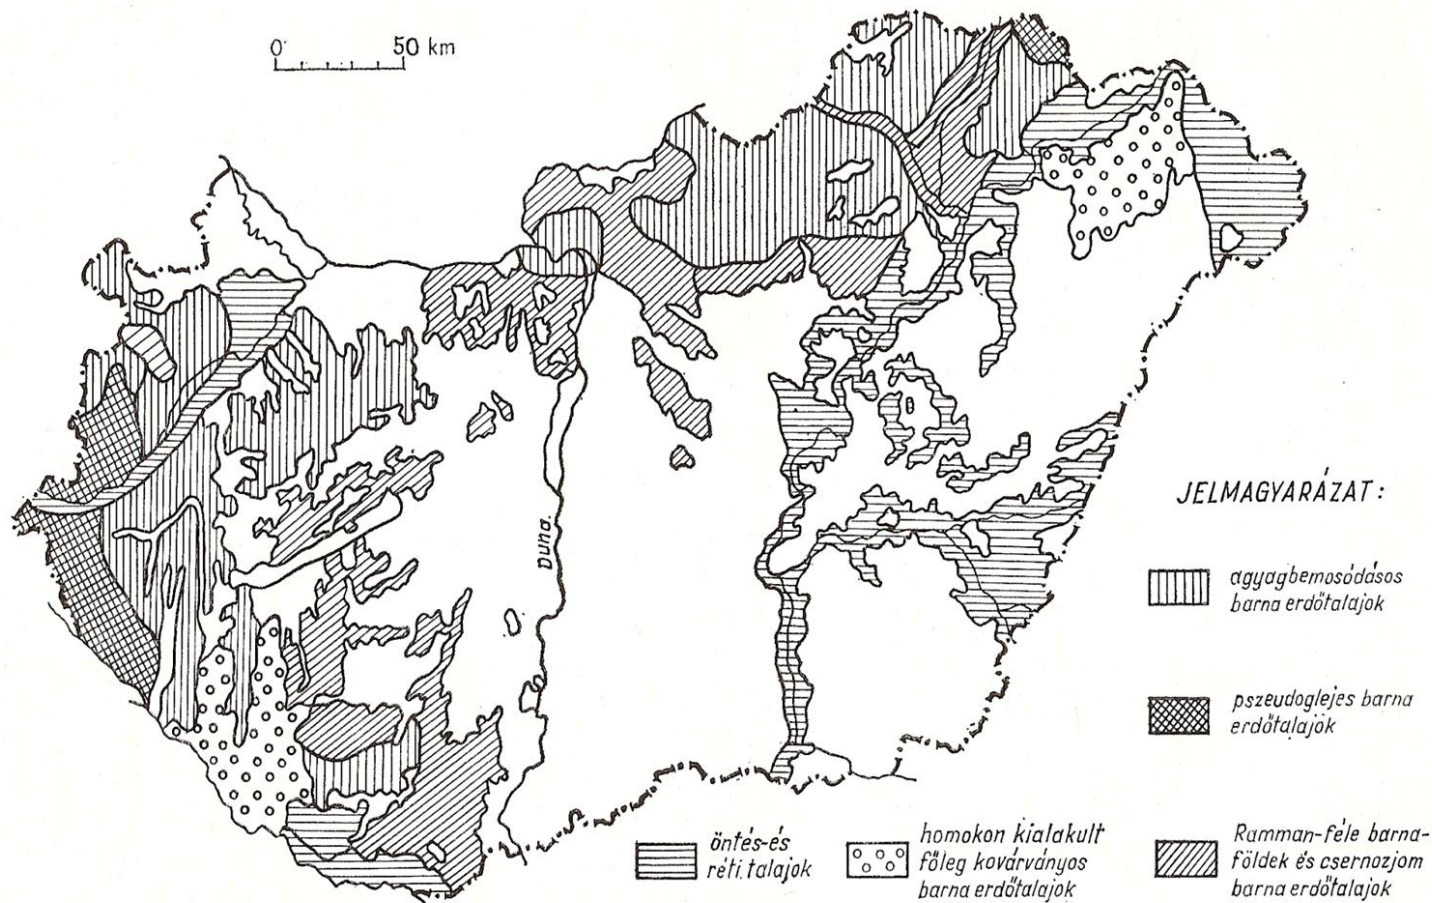 0 50 km
Duna
JELMAGYARÁZAT :
agyagbemosódásos
barna erdőtalajok
pszeudoglejes barna
erdőtalajok
öntés-és
réti talajok
homokon kialakult
főleg kovárványos
barna erdőtalajok
Ramman-féle barna-
földek és csernozjom
barna erdőtalajok